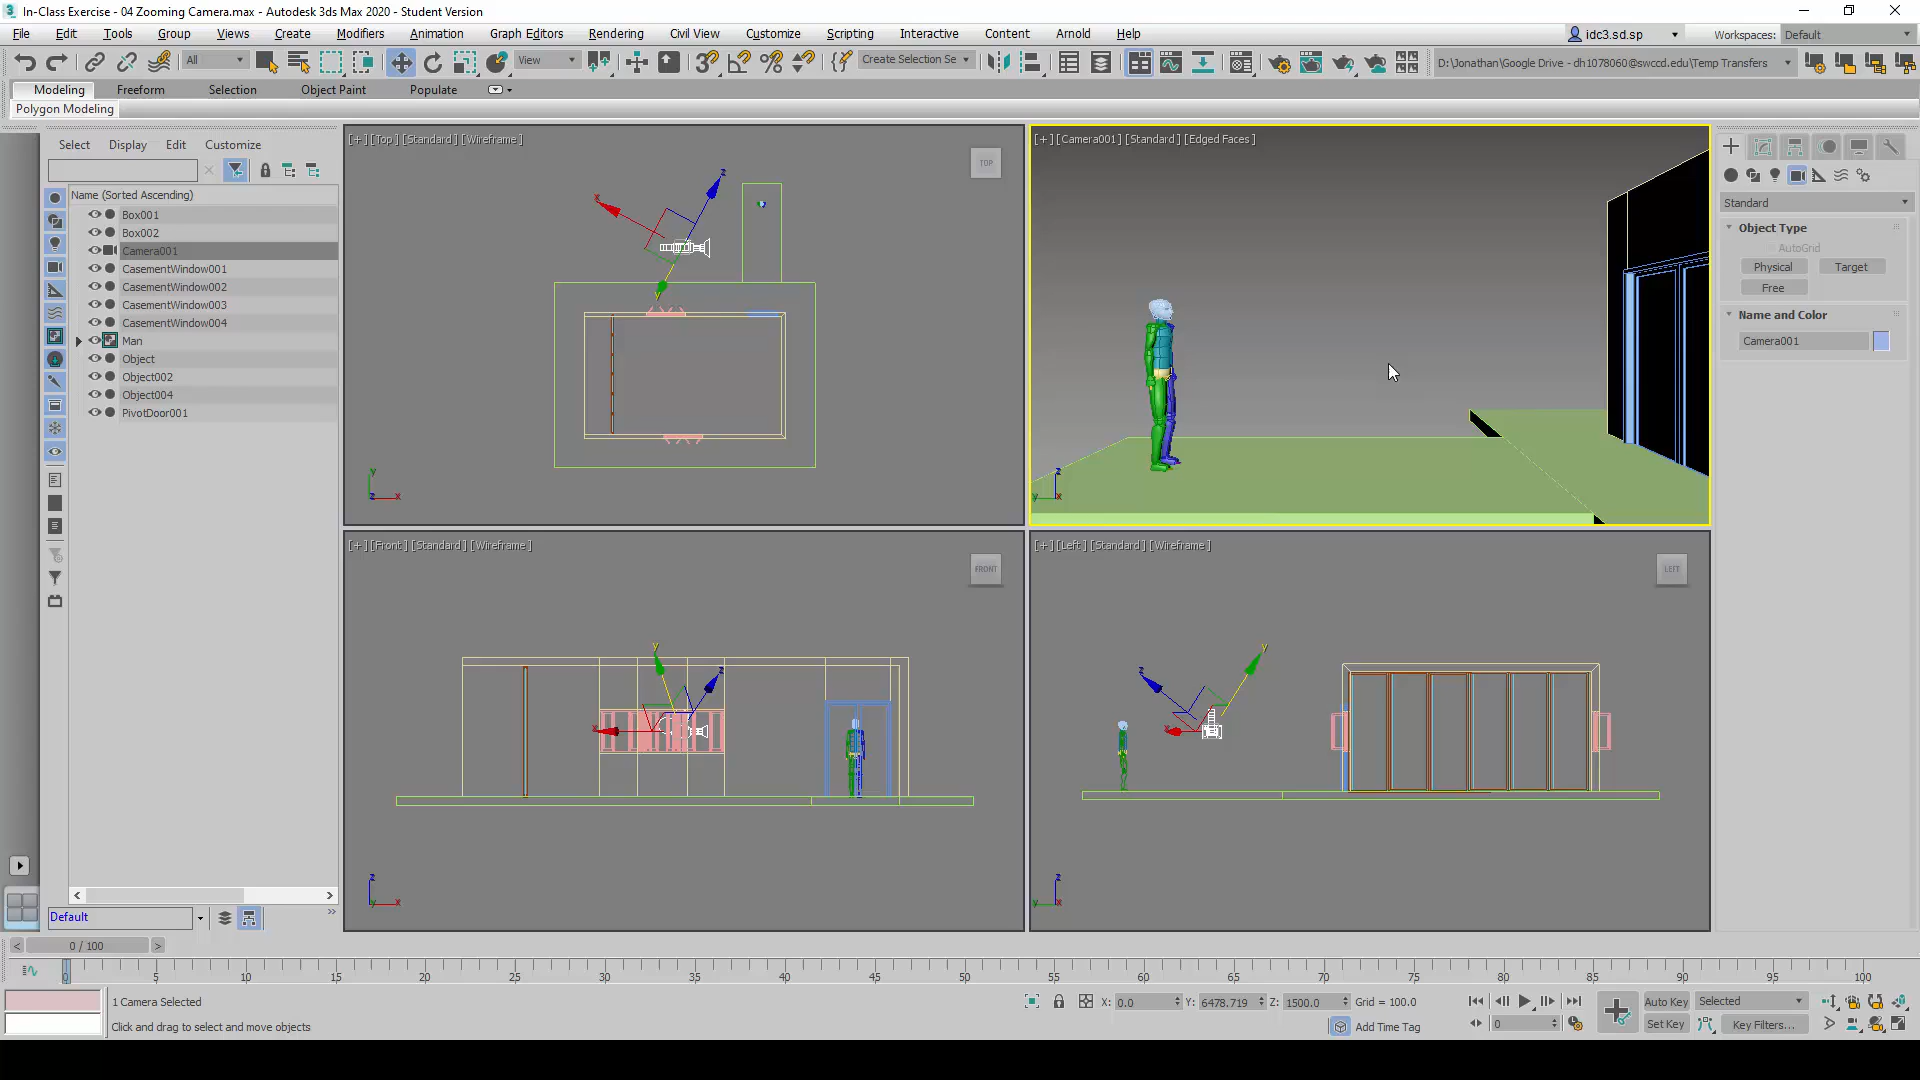 In-Class Exercise - 04 Zooming Camera.max - Autodesk 3ds Max 2020 - Student Version
File Edit Tools Group Views Create Modifiers Animation Graph Editors Rendering Civil View Customize Scripting Interactive Content Arnold Help
idc3.sd.sp Workspaces: Default
All View Create Selection Se D:\Jonathan\Google Drive - dh1078060@swccd.edu\Temp Transfers
Modeling Freeform Selection Object Paint Populate
Polygon Modeling
Select Display Edit Customize
Name (Sorted Ascending)
Box001
Box002
Camera001
CasementWindow001
CasementWindow002
CasementWindow003
CasementWindow004
Man
Object
Object002
Object004
PivotDoor001
Default
[+] [Top] [Standard] [Wireframe]
TOP
x
z
y
y
z
x
[+] [Camera001] [Standard] [Edged Faces]
z
y
x
[+] [Front] [Standard] [Wireframe]
FRONT
y
z
x
z
y
x
[+] [Left] [Standard] [Wireframe]
LEFT
y
z
x
z
y
x
Standard
Object Type
AutoGrid
Physical Target
Free
Name and Color
Camera001
< 0 / 100 >
0 5 10 15 20 25 30 35 40 45 50 55 60 65 70 75 80 85 90 95 100
1 Camera Selected
Click and drag to select and move objects
X: 0.0 Y: 6478.719 Z: 1500.0 Grid = 100.0
Add Time Tag
0
Auto Key Selected
Set Key Key Filters...